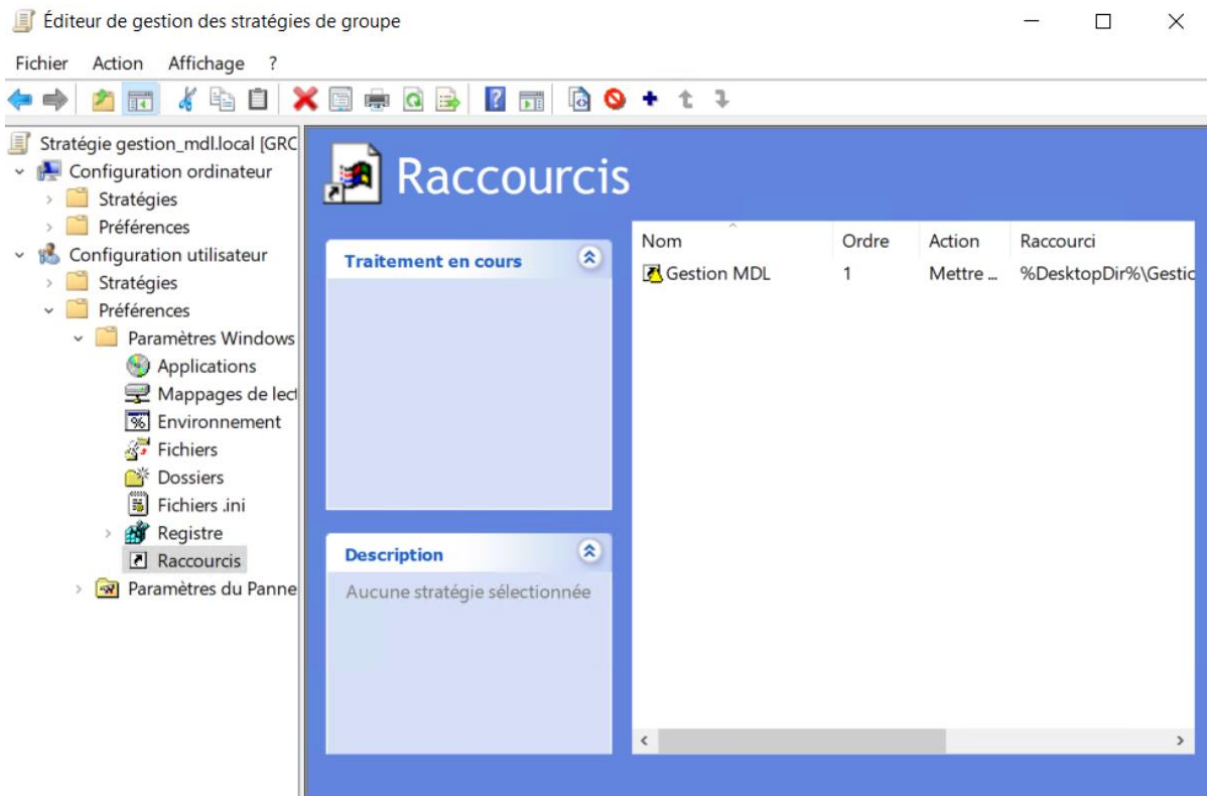 Éditeur de gestion des stratégies de groupe
Fichier Action Affichage ?
Stratégie gestion_mdl.local [GRC
Configuration ordinateur
Stratégies
Préférences
Configuration utilisateur
Stratégies
Préférences
Paramètres Windows
Applications
Mappages de lect
Environnement
Fichiers
Dossiers
Fichiers .ini
Registre
Raccourcis
Paramètres du Panne
Raccourcis
Traitement en cours
Description
Aucune stratégie sélectionnée
Nom Ordre Action Raccourci
Gestion MDL 1 Mettre ... %DesktopDir%\Gestic